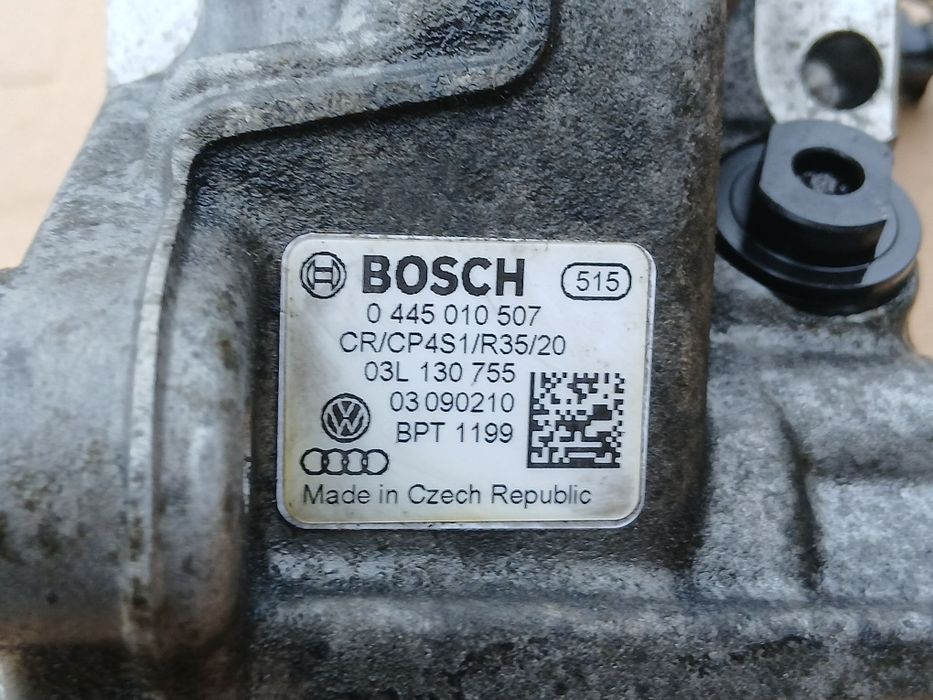 BOSCH 515
0 445 010 507
CR/CP4S1/R35/20
03L 130 755
03 090210
BPT 1199
Made in Czech Republic